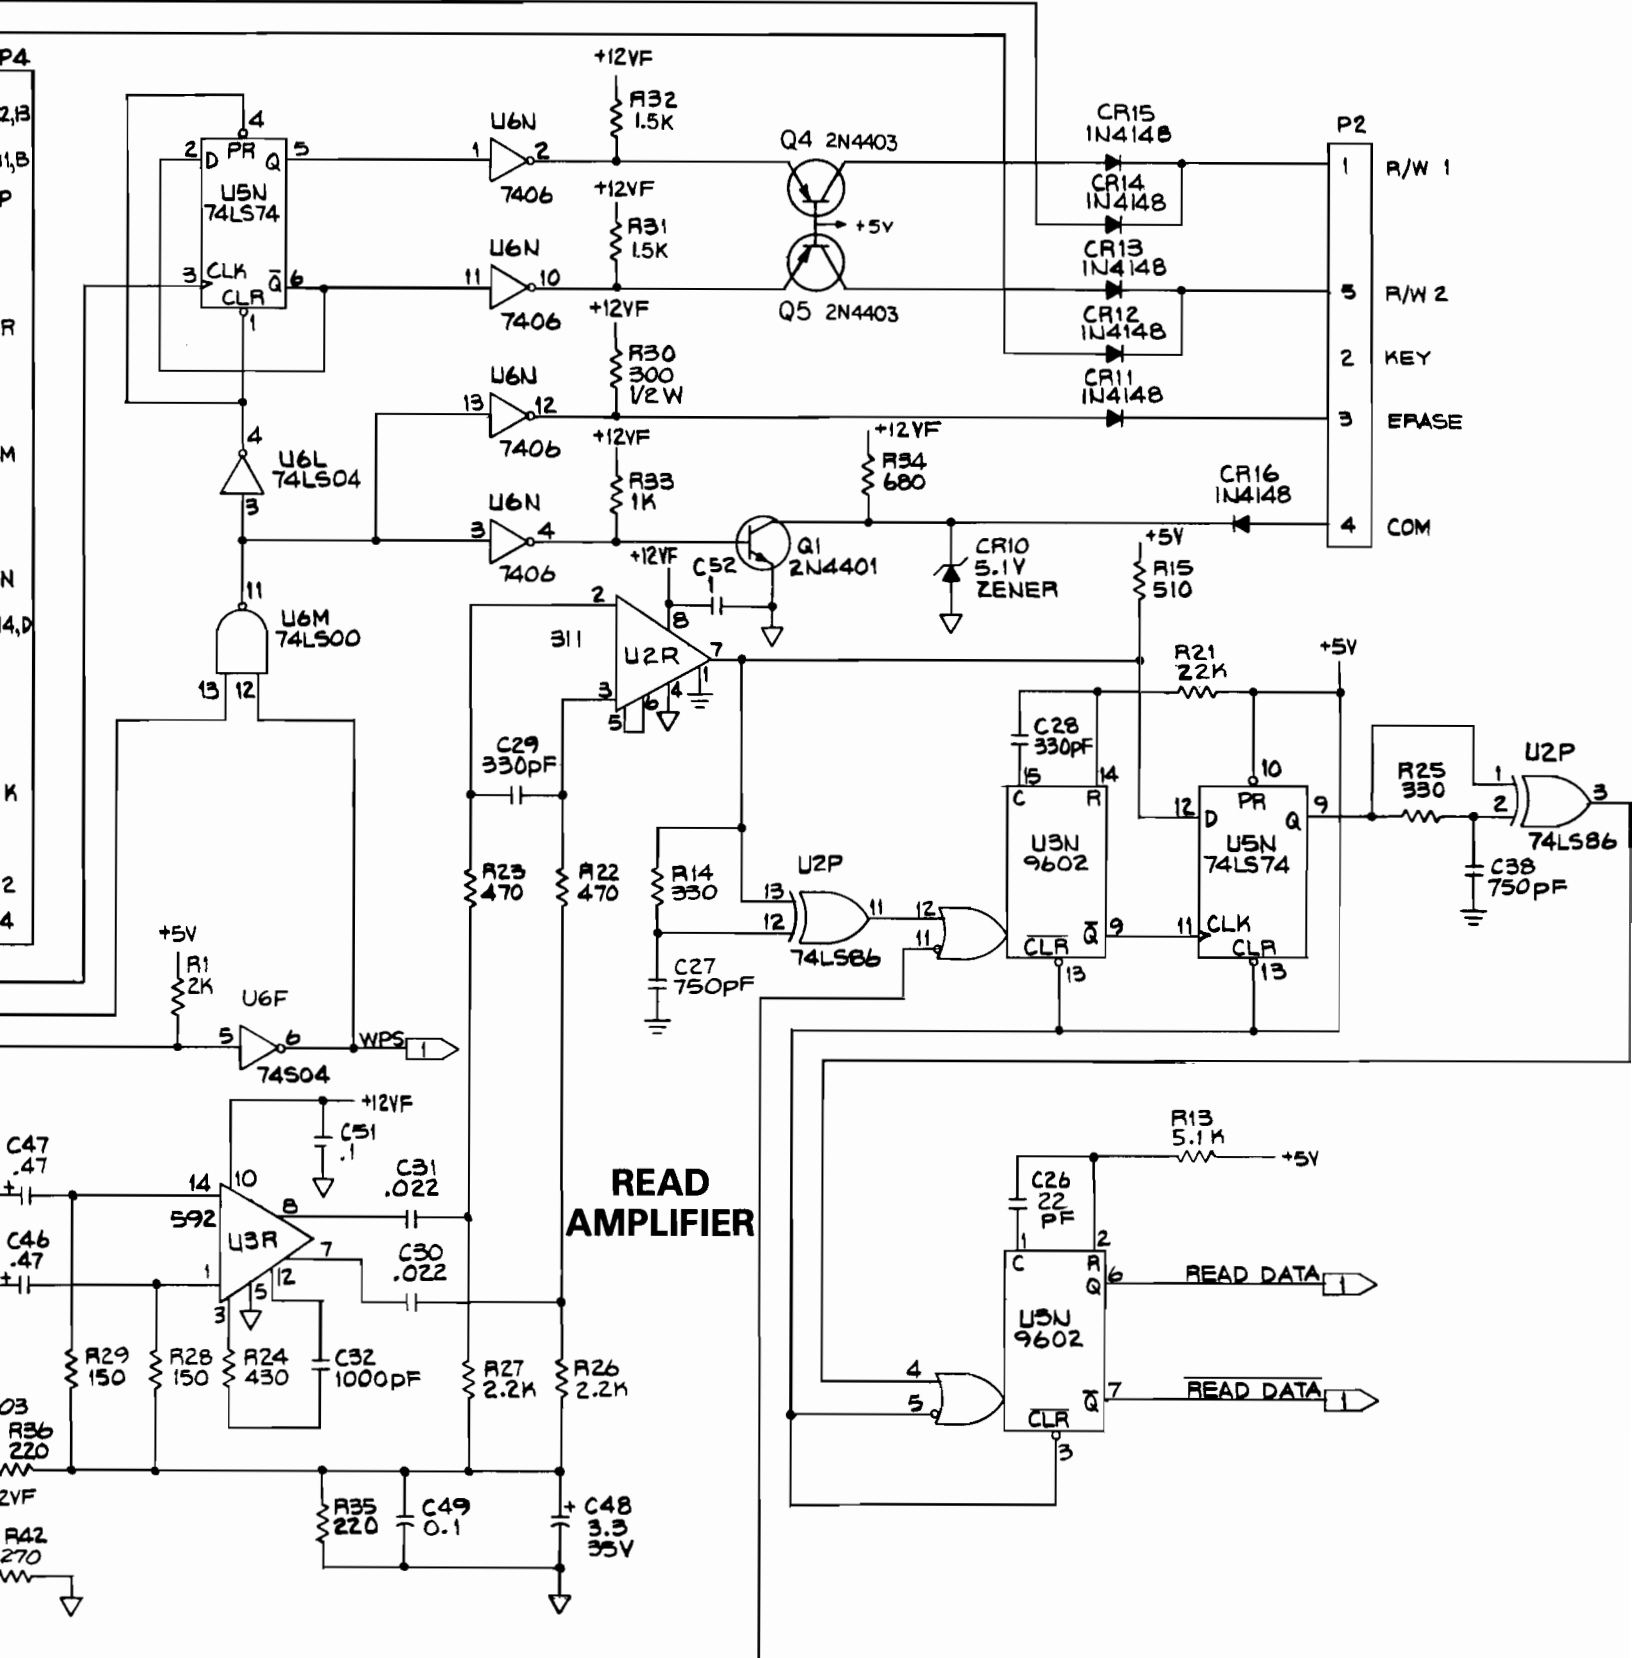 P4
2,13
11,B
P
R
M
N
14,D
K
2
4
+12VF
R32
1.5K
U6N
1
2
7406
4
2
D
PR
Q
5
U5N
74LS74
3
CLK
CLR
Q̅
6
1
+12VF
R31
1.5K
U6N
11
10
7406
Q4 2N4403
+5V
Q5 2N4403
CR15
1N4148
CR14
1N4148
CR13
1N4148
CR12
1N4148
CR11
1N4148
P2
1
R/W 1
5
R/W 2
2
KEY
3
ERASE
4
COM
+12VF
R30
300
1/2 W
U6N
13
12
7406
+12VF
R33
1K
U6N
3
4
7406
4
U6L
74LS04
3
11
U6M
74LS00
13
12
+12VF
R34
680
CR16
1N4148
Q1
2N4401
CR10
5.1V
ZENER
+5V
R15
510
+12VF
C52
.1
2
8
311
U2R
7
1
3
4
5
6
C29
330pF
R23
470
R22
470
R14
330
C27
750pF
U2P
13
12
11
74LS86
12
11
R21
22K
+5V
C28
330pF
15
14
C
R
U3N
9602
CLR
Q̅
9
13
10
12
D
PR
Q
9
U5N
74LS74
11
CLK
CLR
13
R25
330
U2P
1
2
3
74LS86
C38
750pF
+5V
R1
2K
U6F
5
6
74S04
WPS
1
+12VF
C51
.1
C47
.47
+
C46
.47
+
14
10
592
8
U3R
7
1
12
5
3
C31
.022
C30
.022
READ
AMPLIFIER
R29
150
R28
150
R24
430
C32
1000pF
R27
2.2K
R26
2.2K
03
R36
220
2VF
R42
270
R35
220
C49
0.1
+
C48
3.3
35V
R13
5.1K
+5V
C26
22
PF
1
2
C
R
Q
6
READ DATA
1
U3N
9602
4
5
CLR
Q̅
7
R̅E̅A̅D̅ D̅A̅T̅A̅
1
3